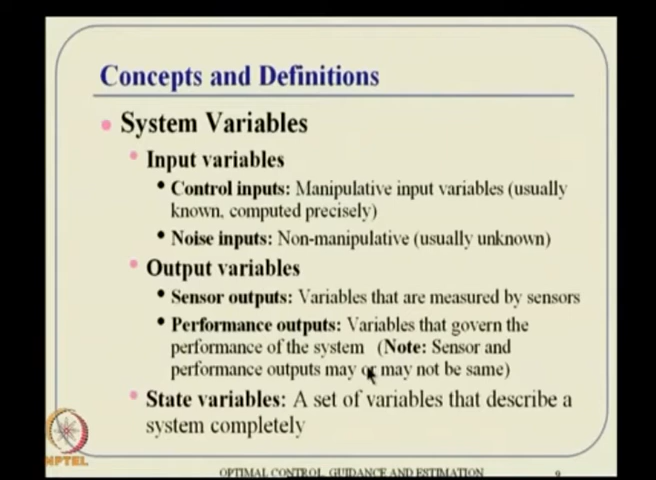 Concepts and Definitions
System Variables
Input variables
Control inputs: Manipulative input variables (usually
known, computed precisely)
Noise inputs: Non-manipulative (usually unknown)
Output variables
Sensor outputs: Variables that are measured by sensors
Performance outputs: Variables that govern the
performance of the system (Note: Sensor and
performance outputs may or may not be same)
State variables: A set of variables that describe a
system completely
NPTEL
OPTIMAL CONTROL, GUIDANCE AND ESTIMATION
9